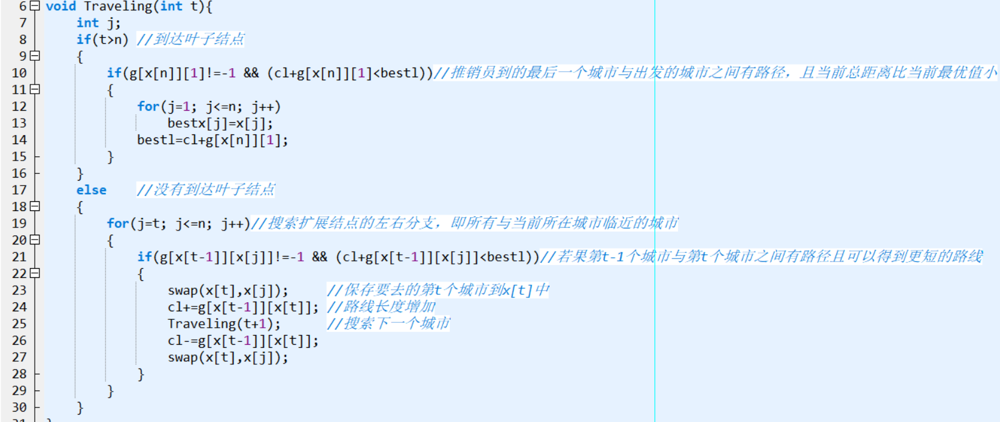 6 void Traveling(int t){
7 int j;
8 if(t>n) //到达叶子结点
9 {
10 if(g[x[n]][1]!=-1 && (cl+g[x[n]][1]<bestl))//推销员到的最后一个城市与出发的城市之间有路径，且当前总距离比当前最优值小
11 {
12 for(j=1; j<=n; j++)
13 bestx[j]=x[j];
14 bestl=cl+g[x[n]][1];
15 }
16 }
17 else //没有到达叶子结点
18 {
19 for(j=t; j<=n; j++)//搜索扩展结点的左右分支，即所有与当前所在城市临近的城市
20 {
21 if(g[x[t-1]][x[j]]!=-1 && (cl+g[x[t-1]][x[j]]<bestl))//若果第t-1个城市与第t个城市之间有路径且可以得到更短的路线
22 {
23 swap(x[t],x[j]); //保存要去的第t个城市到x[t]中
24 cl+=g[x[t-1]][x[t]]; //路线长度增加
25 Traveling(t+1); //搜索下一个城市
26 cl-=g[x[t-1]][x[t]];
27 swap(x[t],x[j]);
28 }
29 }
30 }